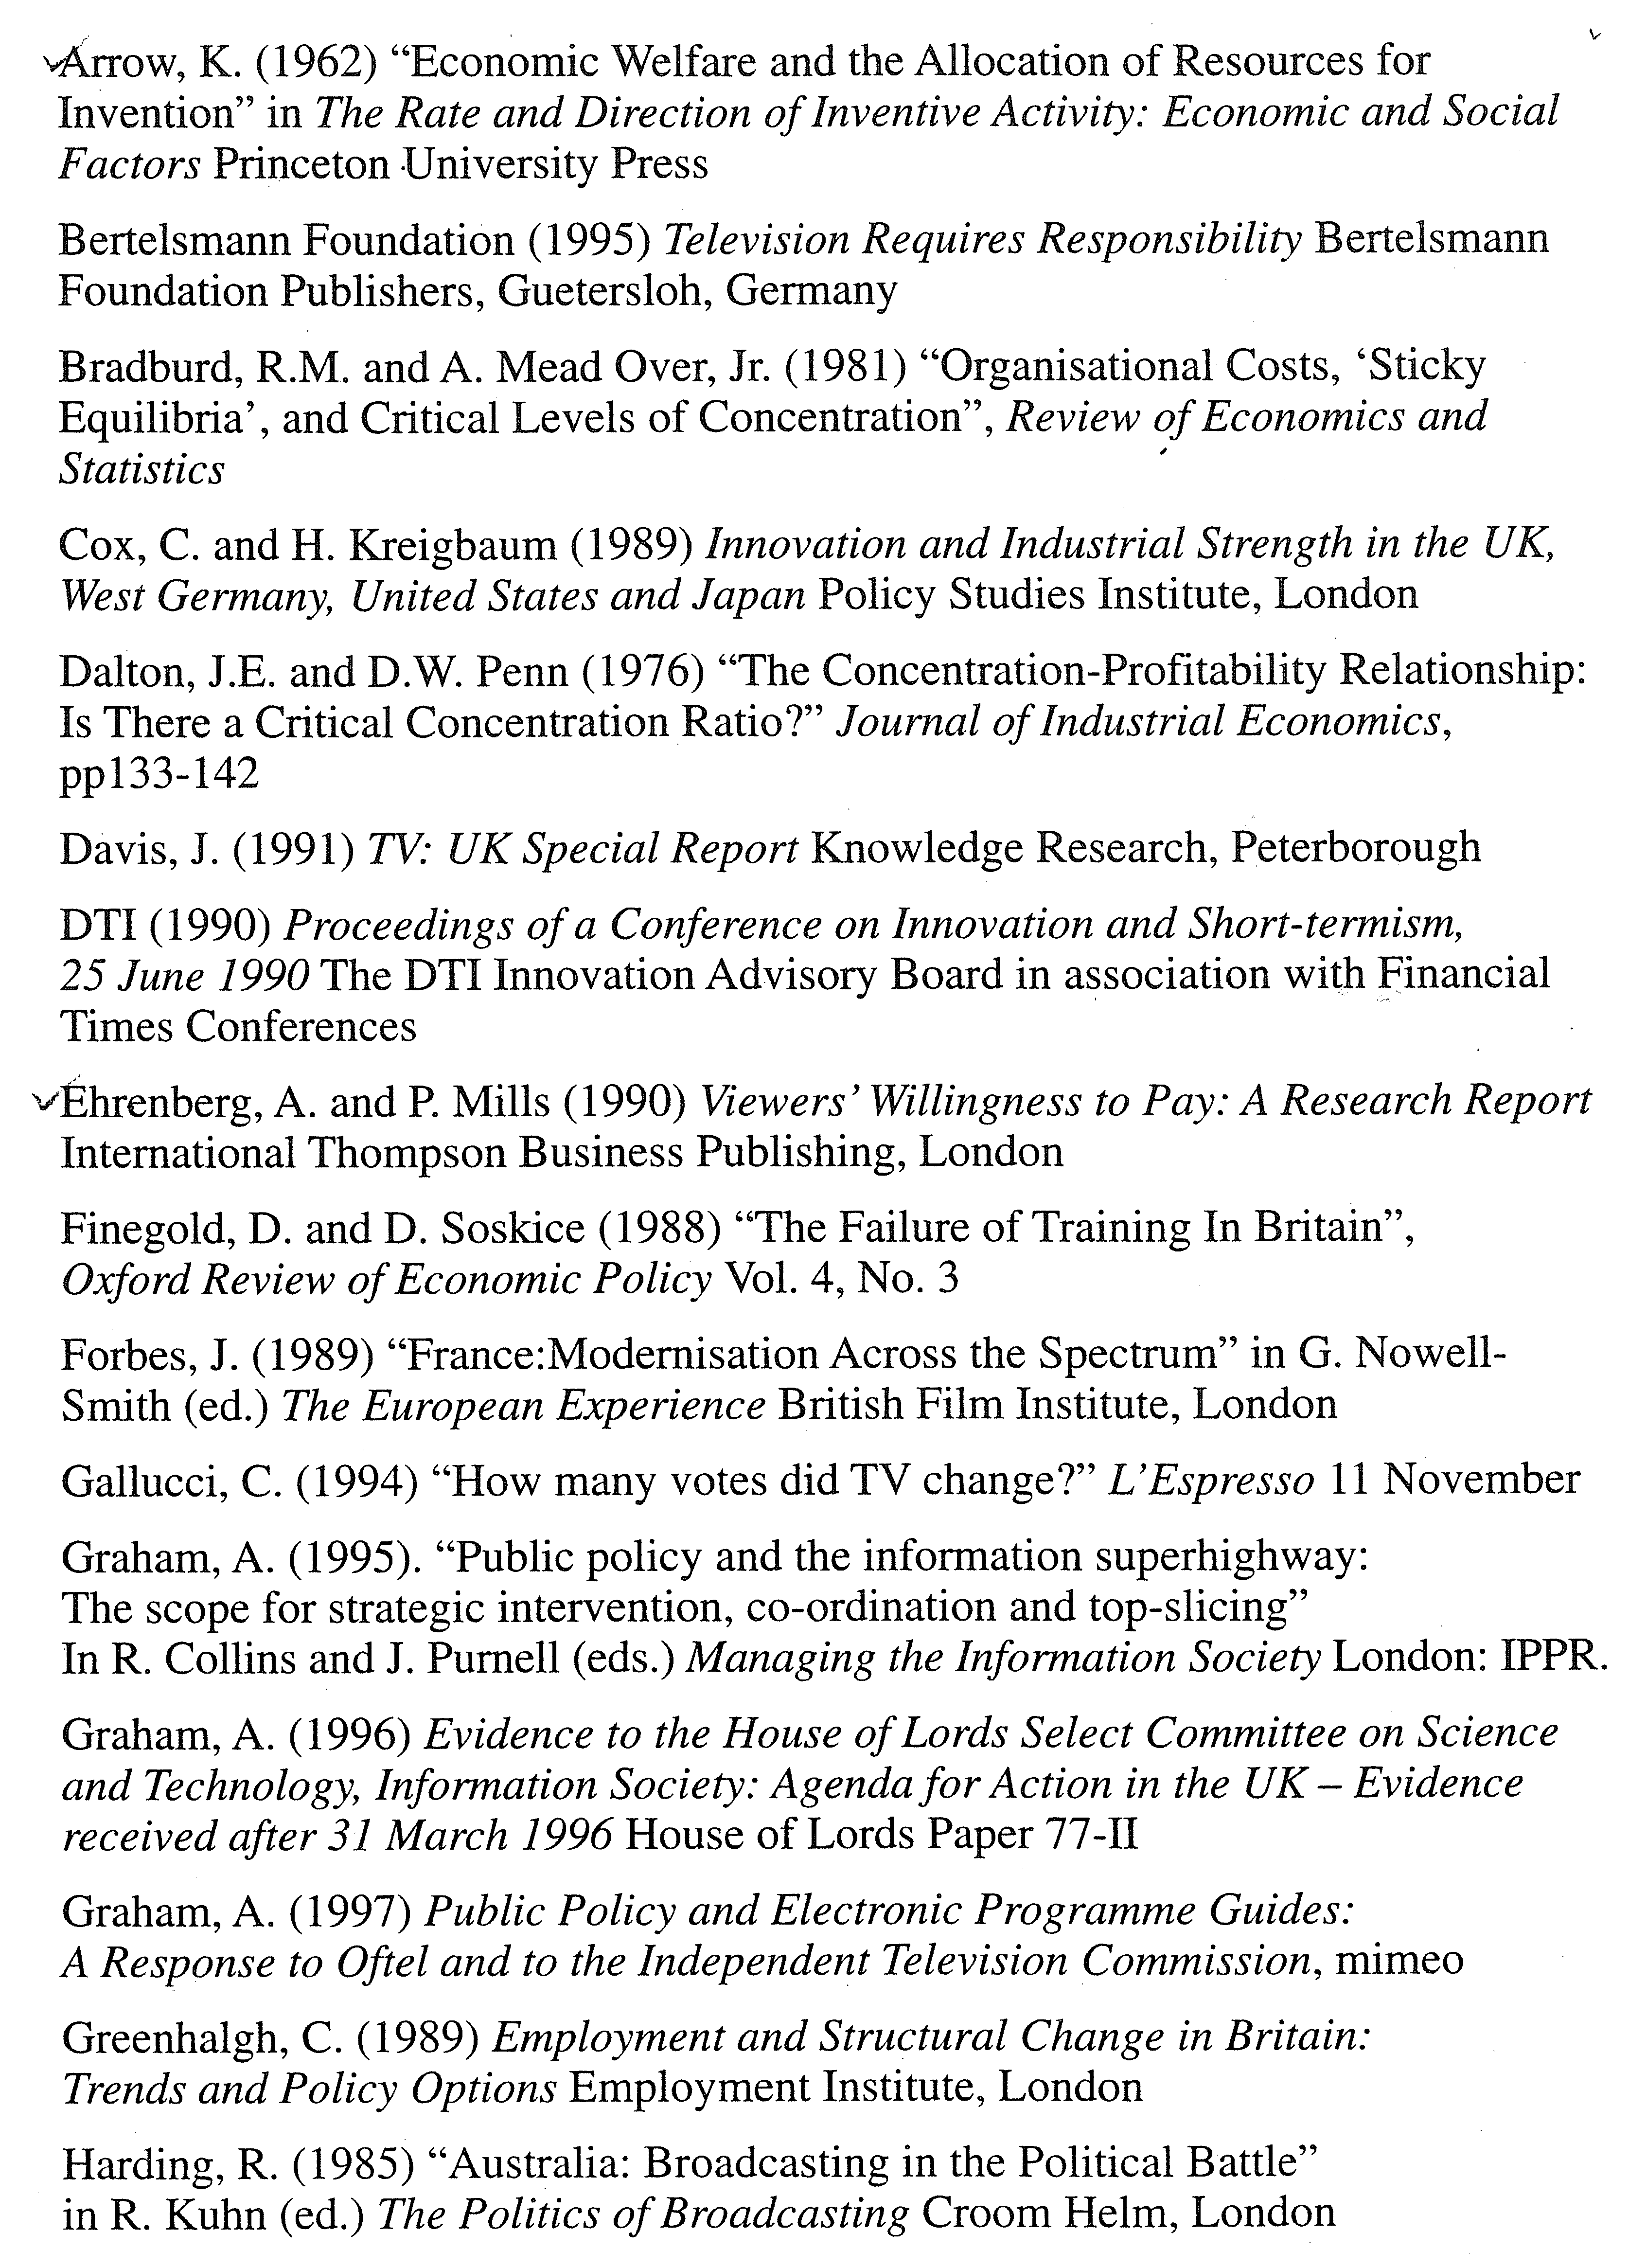 Arrow, K. (1962) “Economic Welfare and the Allocation of Resources for
Invention” in The Rate and Direction of Inventive Activity: Economic and Social
Factors Princeton University Press
Bertelsmann Foundation (1995) Television Requires Responsibility Bertelsmann
Foundation Publishers, Guetersloh, Germany
Bradburd, R.M. and A. Mead Over, Jr. (1981) “Organisational Costs, ‘Sticky
Equilibria’, and Critical Levels of Concentration”, Review of Economics and
Statistics
Cox, C. and H. Kreigbaum (1989) Innovation and Industrial Strength in the UK,
West Germany, United States and Japan Policy Studies Institute, London
Dalton, J.E. and D.W. Penn (1976) “The Concentration-Profitability Relationship:
Is There a Critical Concentration Ratio?” Journal of Industrial Economics,
pp133-142
Davis, J. (1991) TV: UK Special Report Knowledge Research, Peterborough
DTI (1990) Proceedings of a Conference on Innovation and Short-termism,
25 June 1990 The DTI Innovation Advisory Board in association with Financial
Times Conferences
Ehrenberg, A. and P. Mills (1990) Viewers’ Willingness to Pay: A Research Report
International Thompson Business Publishing, London
Finegold, D. and D. Soskice (1988) “The Failure of Training In Britain”,
Oxford Review of Economic Policy Vol. 4, No. 3
Forbes, J. (1989) “France:Modernisation Across the Spectrum” in G. Nowell-
Smith (ed.) The European Experience British Film Institute, London
Gallucci, C. (1994) “How many votes did TV change?” L’Espresso 11 November
Graham, A. (1995). “Public policy and the information superhighway:
The scope for strategic intervention, co-ordination and top-slicing”
In R. Collins and J. Purnell (eds.) Managing the Information Society London: IPPR.
Graham, A. (1996) Evidence to the House of Lords Select Committee on Science
and Technology, Information Society: Agenda for Action in the UK – Evidence
received after 31 March 1996 House of Lords Paper 77-II
Graham, A. (1997) Public Policy and Electronic Programme Guides:
A Response to Oftel and to the Independent Television Commission, mimeo
Greenhalgh, C. (1989) Employment and Structural Change in Britain:
Trends and Policy Options Employment Institute, London
Harding, R. (1985) “Australia: Broadcasting in the Political Battle”
in R. Kuhn (ed.) The Politics of Broadcasting Croom Helm, London